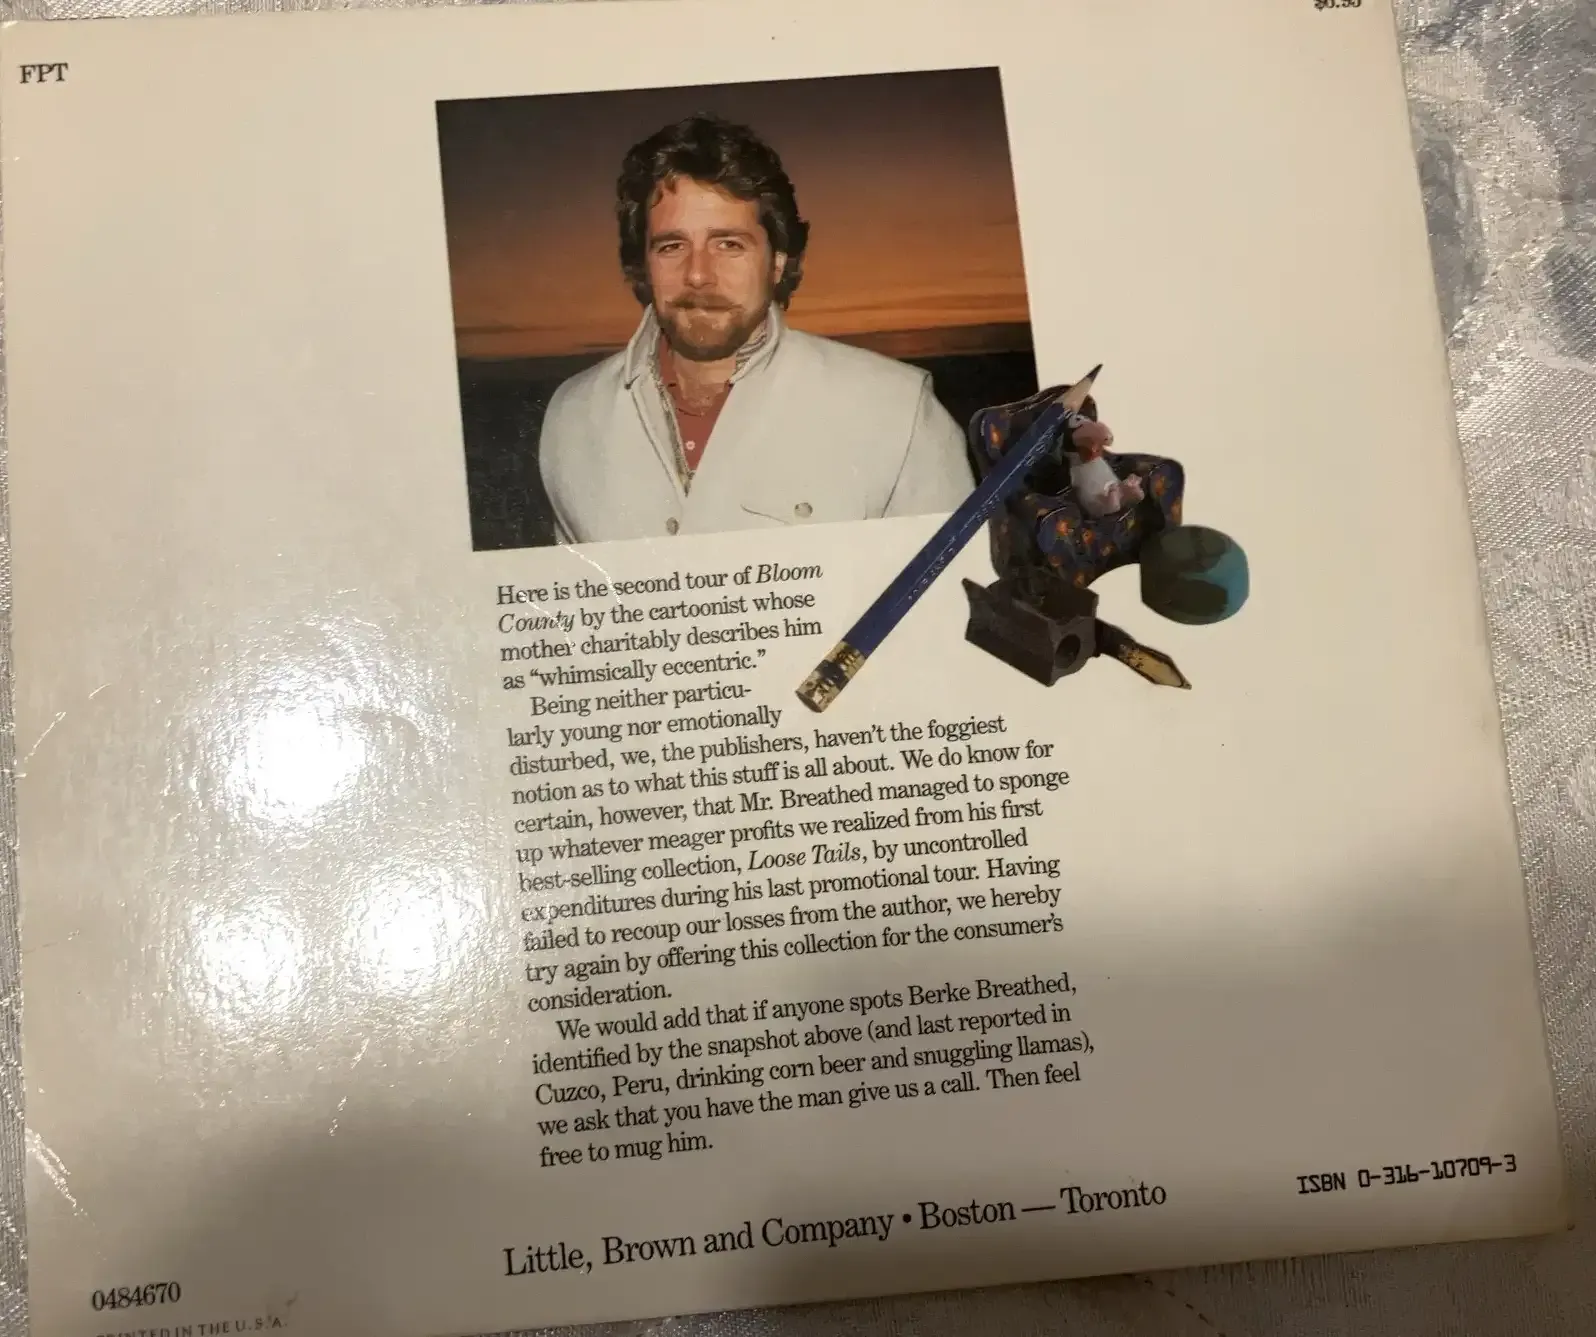 $6.95
FPT
Here is the second tour of Bloom
County by the cartoonist whose
mother charitably describes him
as “whimsically eccentric.”
Being neither particu-
larly young nor emotionally
disturbed, we, the publishers, haven’t the foggiest
notion as to what this stuff is all about. We do know for
certain, however, that Mr. Breathed managed to sponge
up whatever meager profits we realized from his first
best-selling collection, Loose Tails, by uncontrolled
expenditures during his last promotional tour. Having
failed to recoup our losses from the author, we hereby
try again by offering this collection for the consumer’s
consideration.
We would add that if anyone spots Berke Breathed,
identified by the snapshot above (and last reported in
Cuzco, Peru, drinking corn beer and snuggling llamas),
we ask that you have the man give us a call. Then feel
free to mug him.
ISBN 0-316-10709-3
Little, Brown and Company • Boston — Toronto
0484670
PRINTED IN THE U.S.A.